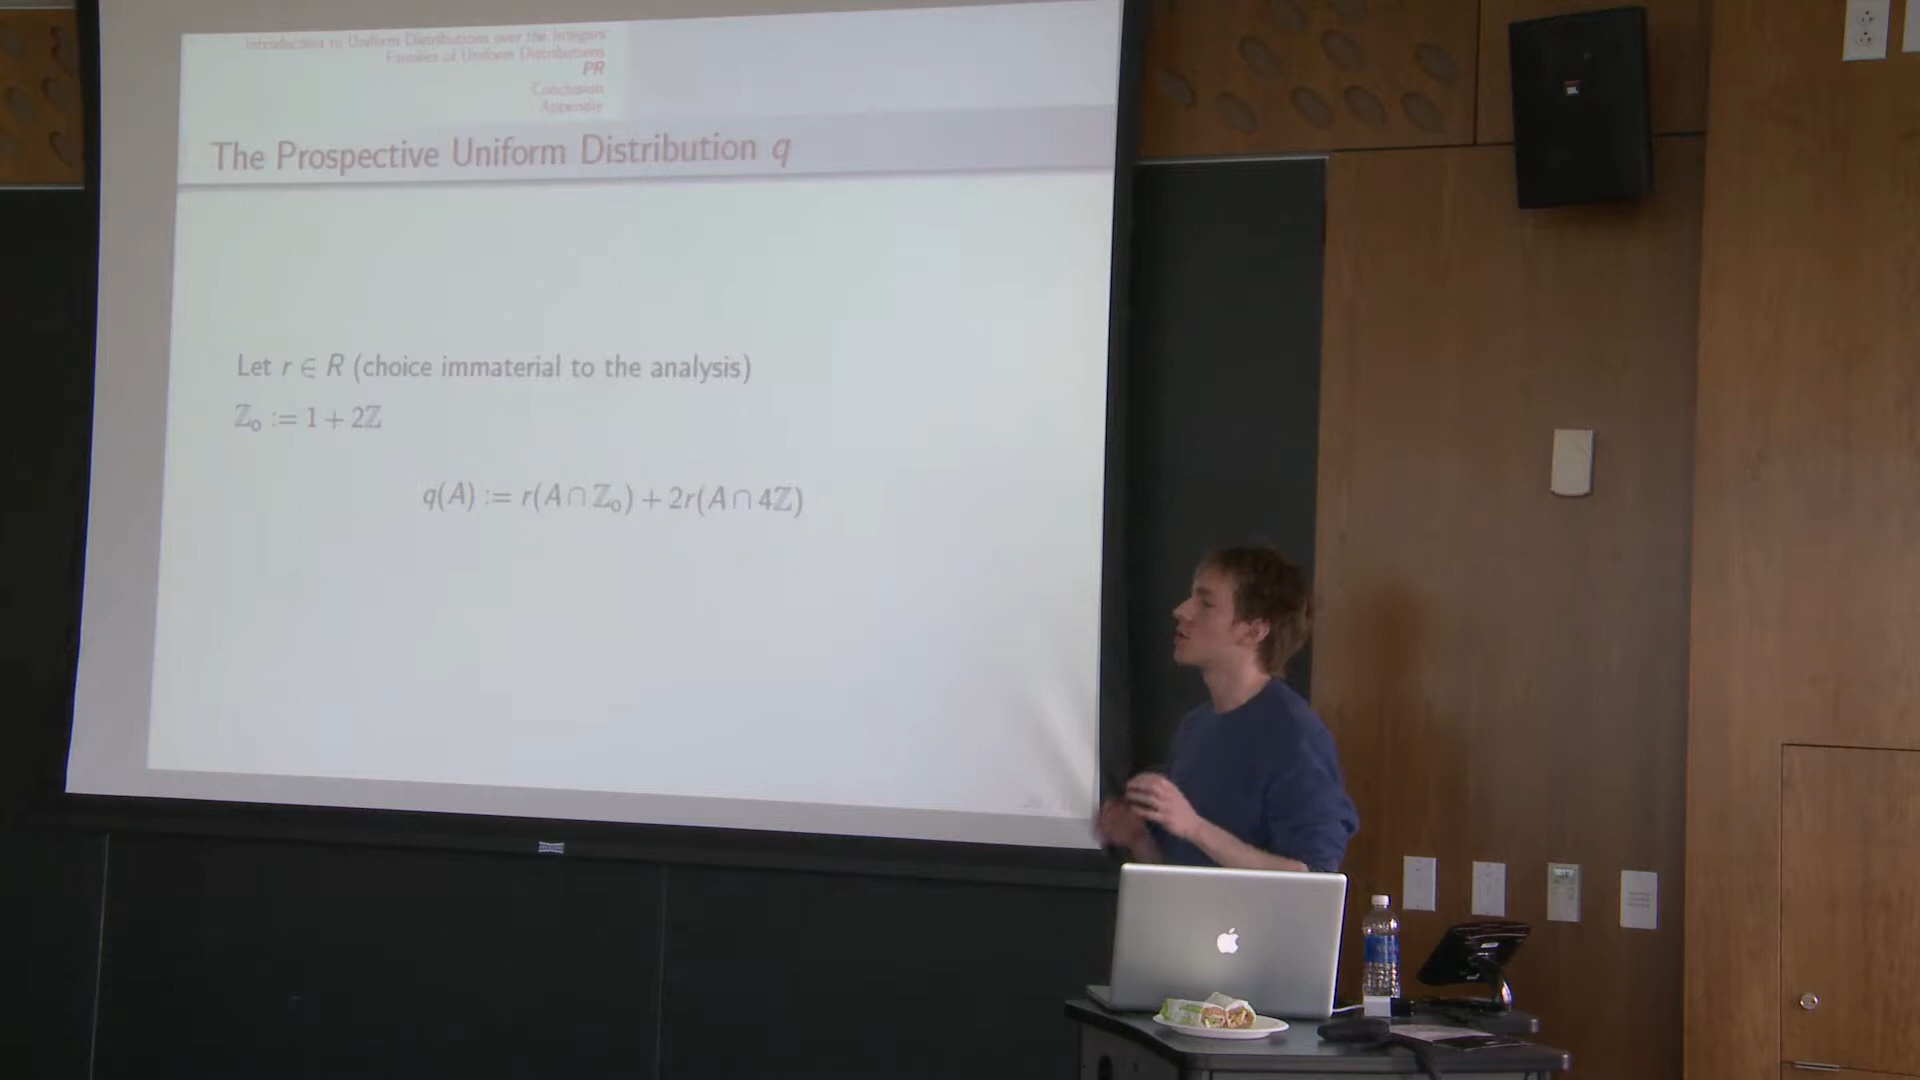 Introduction to Uniform Distributions over the Integers
Families of Uniform Distributions
PR
Conclusion
Appendix
The Prospective Uniform Distribution q
Let r ∈ R (choice immaterial to the analysis)
ℤ₀ := 1 + 2ℤ
q(A) := r(A ∩ ℤ₀) + 2r(A ∩ 4ℤ)
JBL